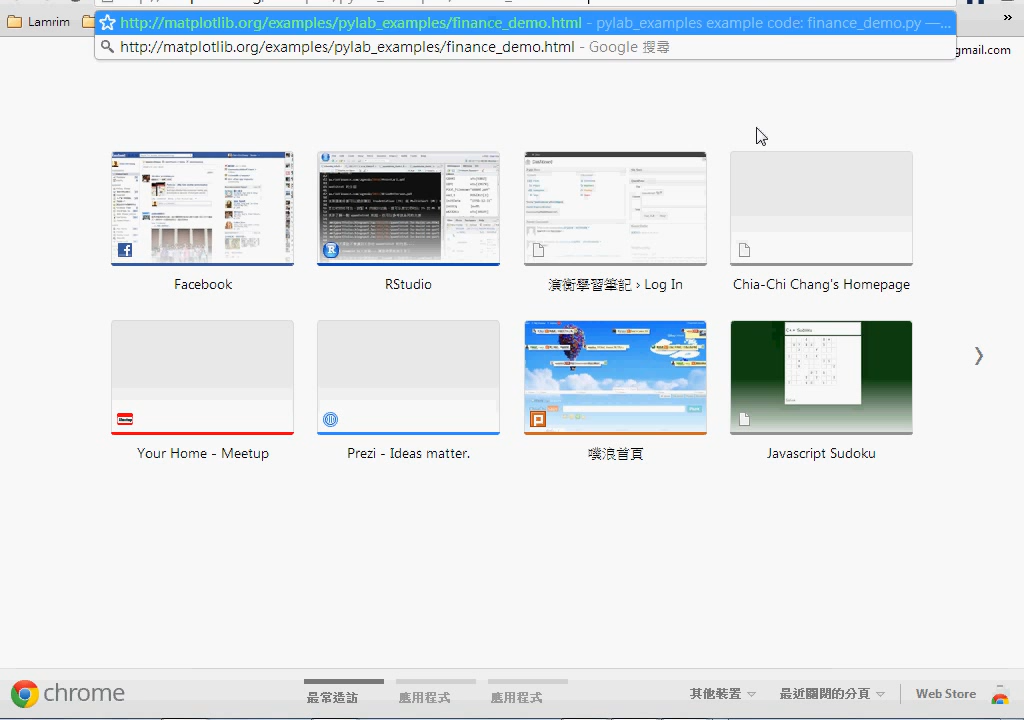 http://matplotlib.org/examples/pylab_examples/finance_demo.html - pylab_examples example code: finance_demo.py —...
Lamrim »
http://matplotlib.org/examples/pylab_examples/finance_demo.html - Google 搜尋
gmail.com
Facebook RStudio 演衡學習筆記 › Log In Chia-Chi Chang's Homepage
C++ Sudoku
Your Home - Meetup Prezi - Ideas matter. 噗浪首頁 Javascript Sudoku
chrome 最常造訪 應用程式 應用程式 其他裝置 最近關閉的分頁 Web Store